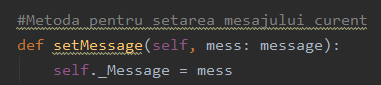 #Metoda pentru setarea mesajului curent
def setMessage(self, mess: message):
self._Message = mess